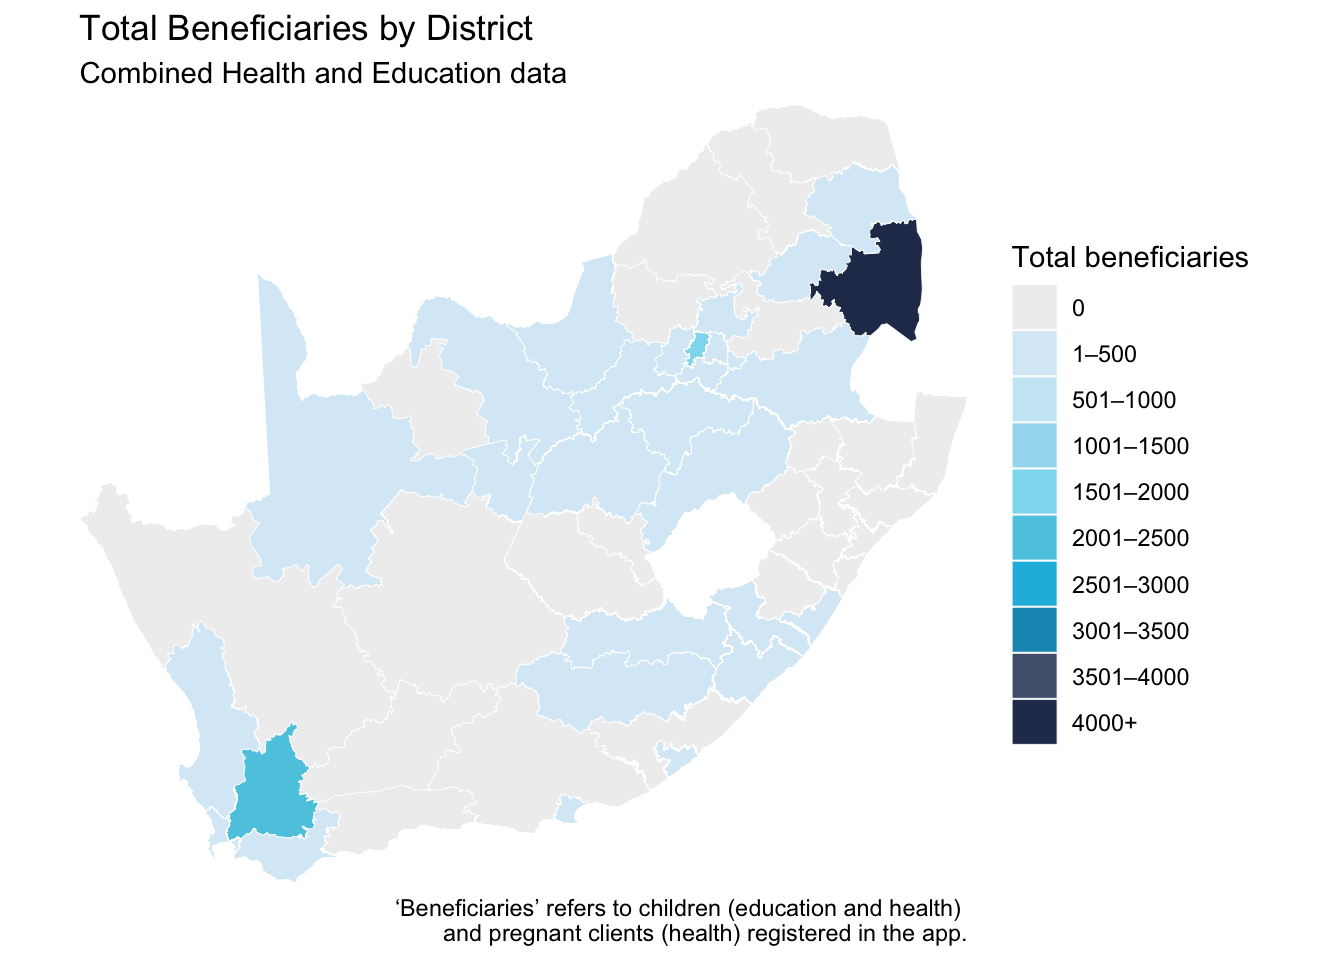 Total Beneficiaries by District
Combined Health and Education data
Total beneficiaries
0
1–500
501–1000
1001–1500
1501–2000
2001–2500
2501–3000
3001–3500
3501–4000
4000+
‘Beneficiaries’ refers to children (education and health)
and pregnant clients (health) registered in the app.